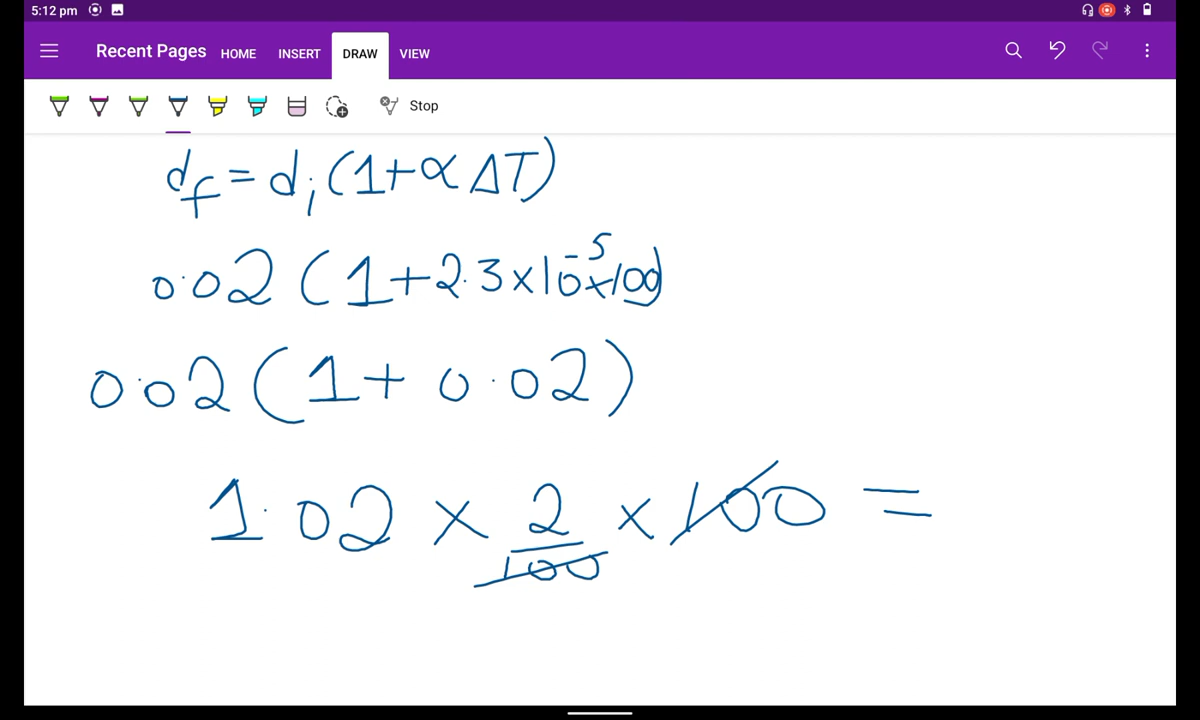 5:12 pm
Recent Pages HOME INSERT DRAW VIEW
Stop
d_f = d_i (1 + α ΔT)
0.02 (1 + 2.3 × 10⁻⁵ × 100)
0.02 (1 + 0.02)
1.02 × 2/100 × 100 =